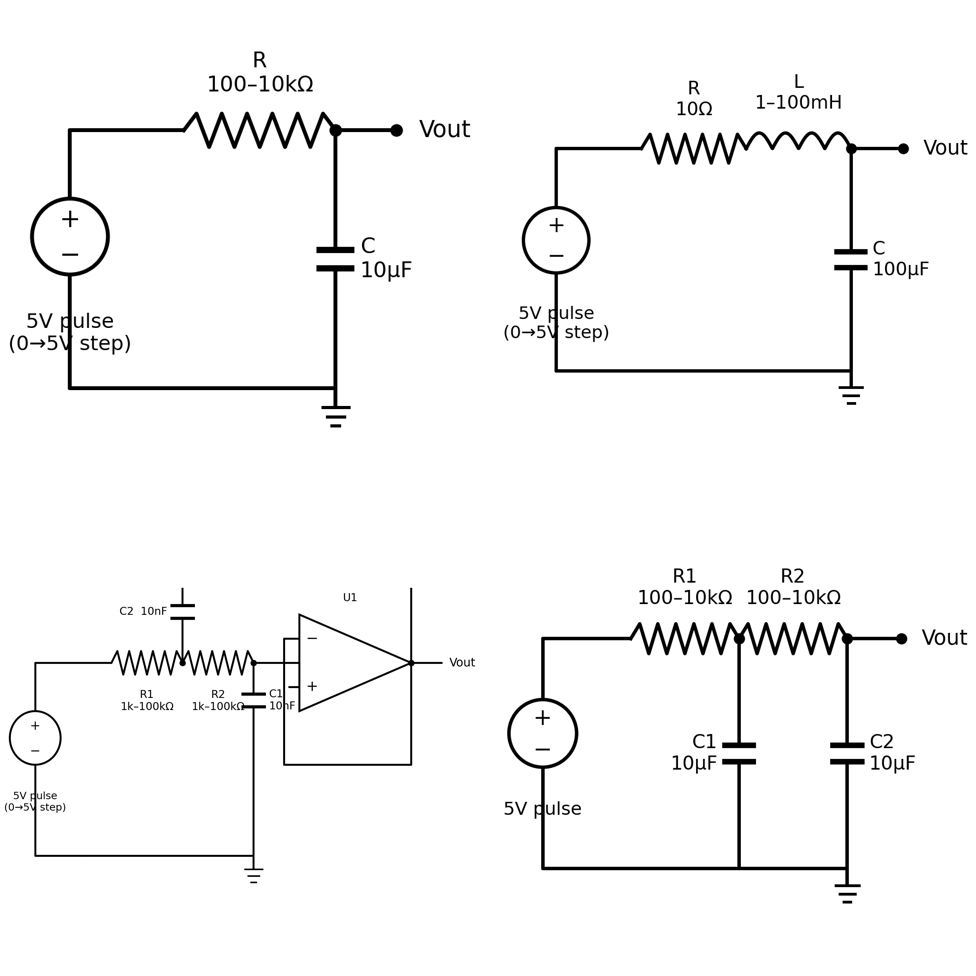 R
100–10kΩ
Vout
+
−
C
10μF
5V pulse
(0→5V step)
R
10Ω
L
1–100mH
Vout
+
−
C
100μF
5V pulse
(0→5V step)
C2 10nF
U1
−
+
Vout
R1
1k–100kΩ
R2
1k–100kΩ
C1
10nF
+
−
5V pulse
(0→5V step)
R1
100–10kΩ
R2
100–10kΩ
Vout
+
−
C1
10μF
C2
10μF
5V pulse